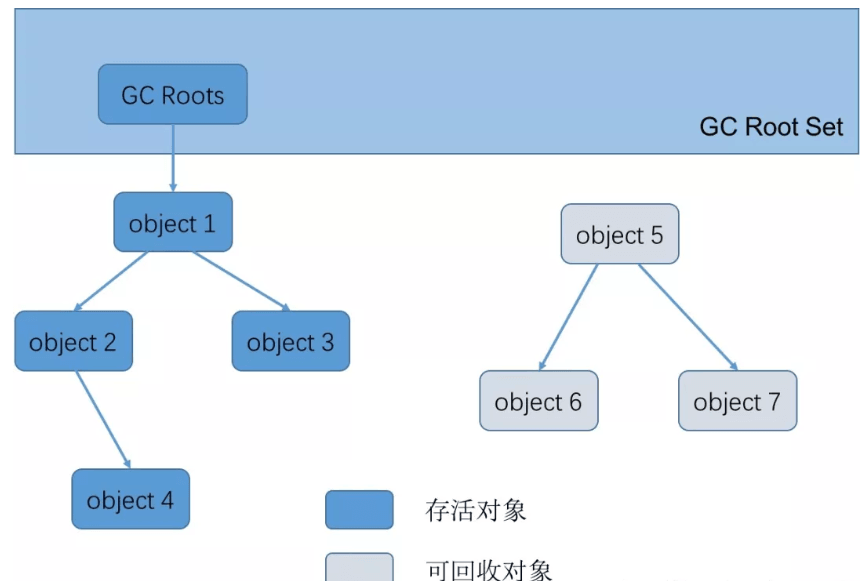 GC Roots
GC Root Set
object 1
object 5
object 2
object 3
object 6
object 7
object 4
存活对象
可回收对象